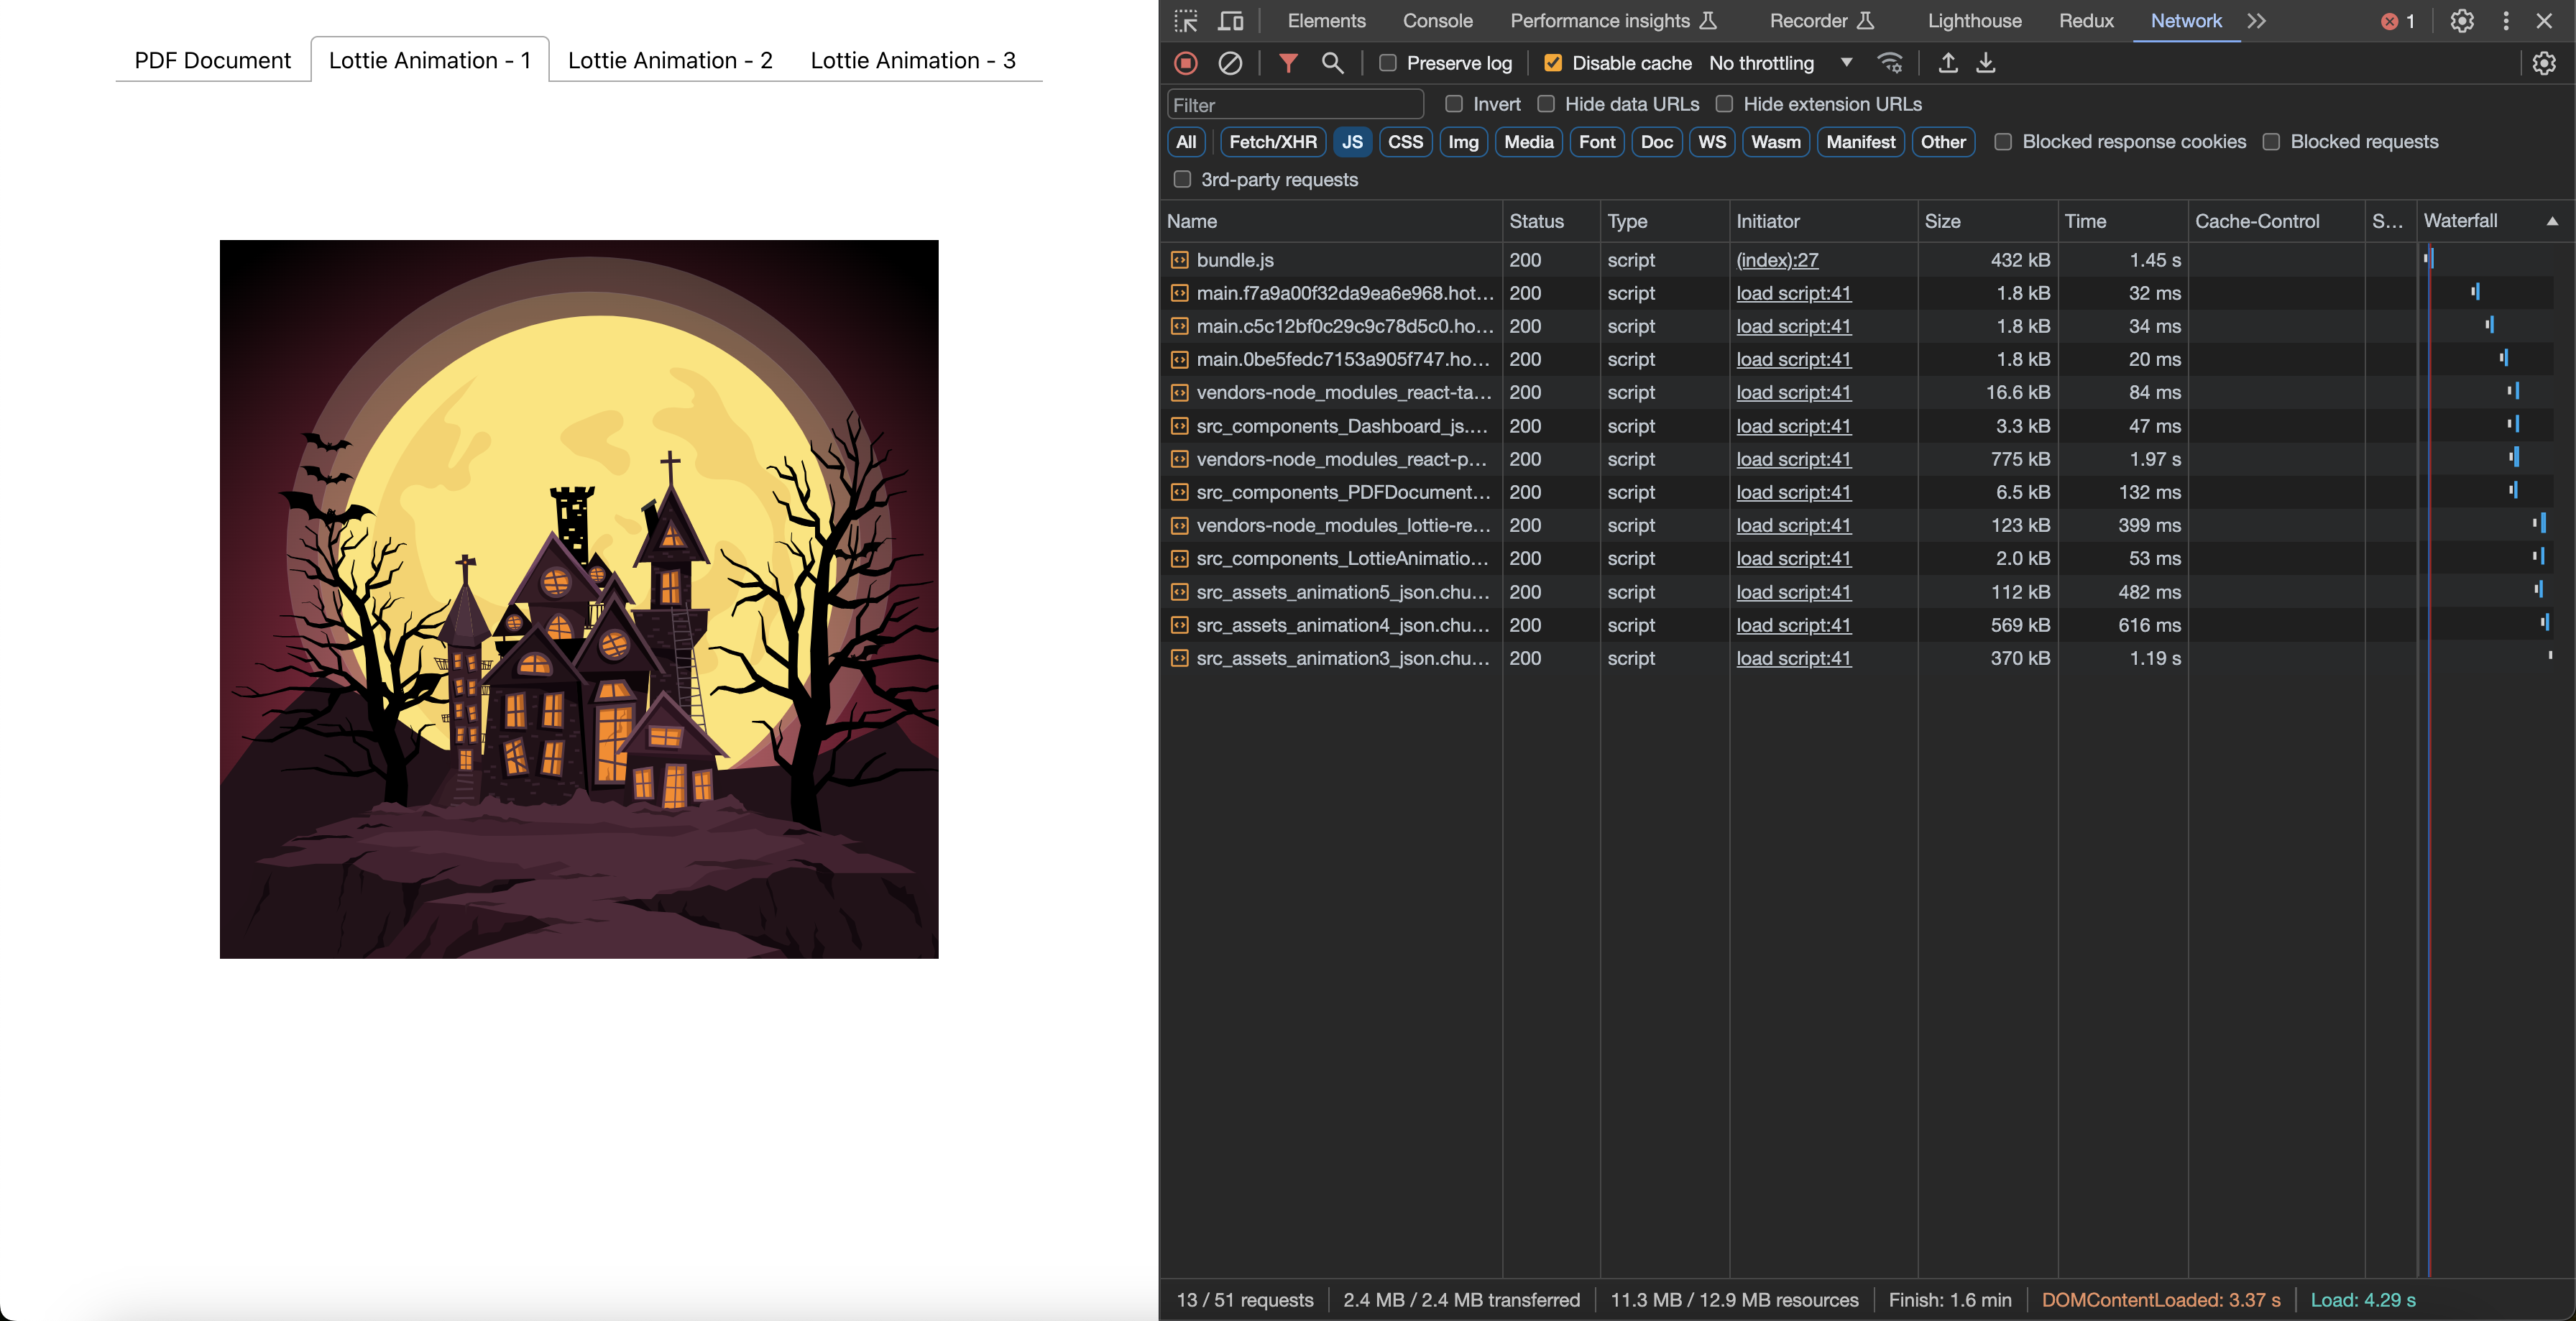 PDF Document Lottie Animation - 1 Lottie Animation - 2 Lottie Animation - 3
Elements Console Performance insights Recorder Lighthouse Redux Network 1
Preserve log Disable cache No throttling
Filter Invert Hide data URLs Hide extension URLs
All Fetch/XHR JS CSS Img Media Font Doc WS Wasm Manifest Other Blocked response cookies Blocked requests
3rd-party requests
Name Status Type Initiator Size Time Cache-Control S... Waterfall
bundle.js 200 script (index):27 432 kB 1.45 s
main.f7a9a00f32da9ea6e968.hot... 200 script load script:41 1.8 kB 32 ms
main.c5c12bf0c29c9c78d5c0.ho... 200 script load script:41 1.8 kB 34 ms
main.0be5fedc7153a905f747.ho... 200 script load script:41 1.8 kB 20 ms
vendors-node_modules_react-ta... 200 script load script:41 16.6 kB 84 ms
src_components_Dashboard_js.... 200 script load script:41 3.3 kB 47 ms
vendors-node_modules_react-p... 200 script load script:41 775 kB 1.97 s
src_components_PDFDocument... 200 script load script:41 6.5 kB 132 ms
vendors-node_modules_lottie-re... 200 script load script:41 123 kB 399 ms
src_components_LottieAnimatio... 200 script load script:41 2.0 kB 53 ms
src_assets_animation5_json.chu... 200 script load script:41 112 kB 482 ms
src_assets_animation4_json.chu... 200 script load script:41 569 kB 616 ms
src_assets_animation3_json.chu... 200 script load script:41 370 kB 1.19 s
13 / 51 requests 2.4 MB / 2.4 MB transferred 11.3 MB / 12.9 MB resources Finish: 1.6 min DOMContentLoaded: 3.37 s Load: 4.29 s